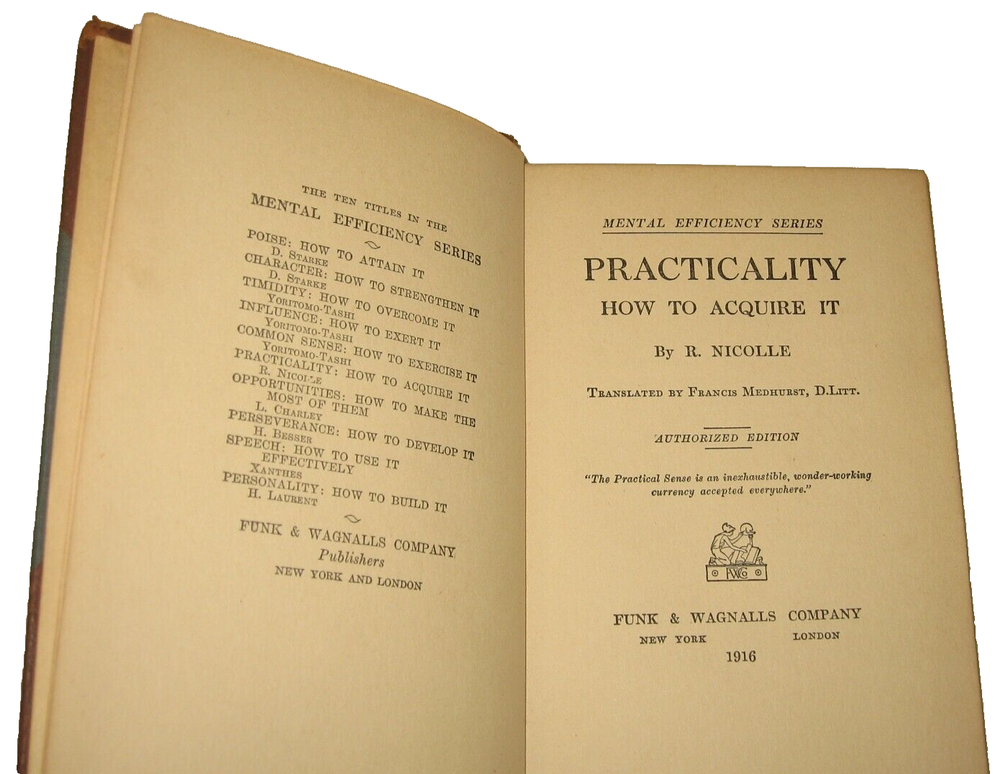 THE TEN TITLES IN THE
MENTAL EFFICIENCY SERIES
POISE: HOW TO ATTAIN IT
D. STARKE
CHARACTER: HOW TO STRENGTHEN IT
D. STARKE
TIMIDITY: HOW TO OVERCOME IT
YORITOMO-TASHI
INFLUENCE: HOW TO EXERT IT
YORITOMO-TASHI
COMMON SENSE: HOW TO EXERCISE IT
YORITOMO-TASHI
PRACTICALITY: HOW TO ACQUIRE IT
R. NICOLLE
OPPORTUNITIES: HOW TO MAKE THE
MOST OF THEM
L. CHARLEY
PERSEVERANCE: HOW TO DEVELOP IT
H. BESSER
SPEECH: HOW TO USE IT
EFFECTIVELY
XANTHES
PERSONALITY: HOW TO BUILD IT
H. LAURENT
FUNK & WAGNALLS COMPANY
Publishers
NEW YORK AND LONDON
MENTAL EFFICIENCY SERIES
PRACTICALITY
HOW TO ACQUIRE IT
By R. NICOLLE
TRANSLATED BY FRANCIS MEDHURST, D.LITT.
AUTHORIZED EDITION
"The Practical Sense is an inexhaustible, wonder-working
currency accepted everywhere."
FWCo
FUNK & WAGNALLS COMPANY
NEW YORK LONDON
1916